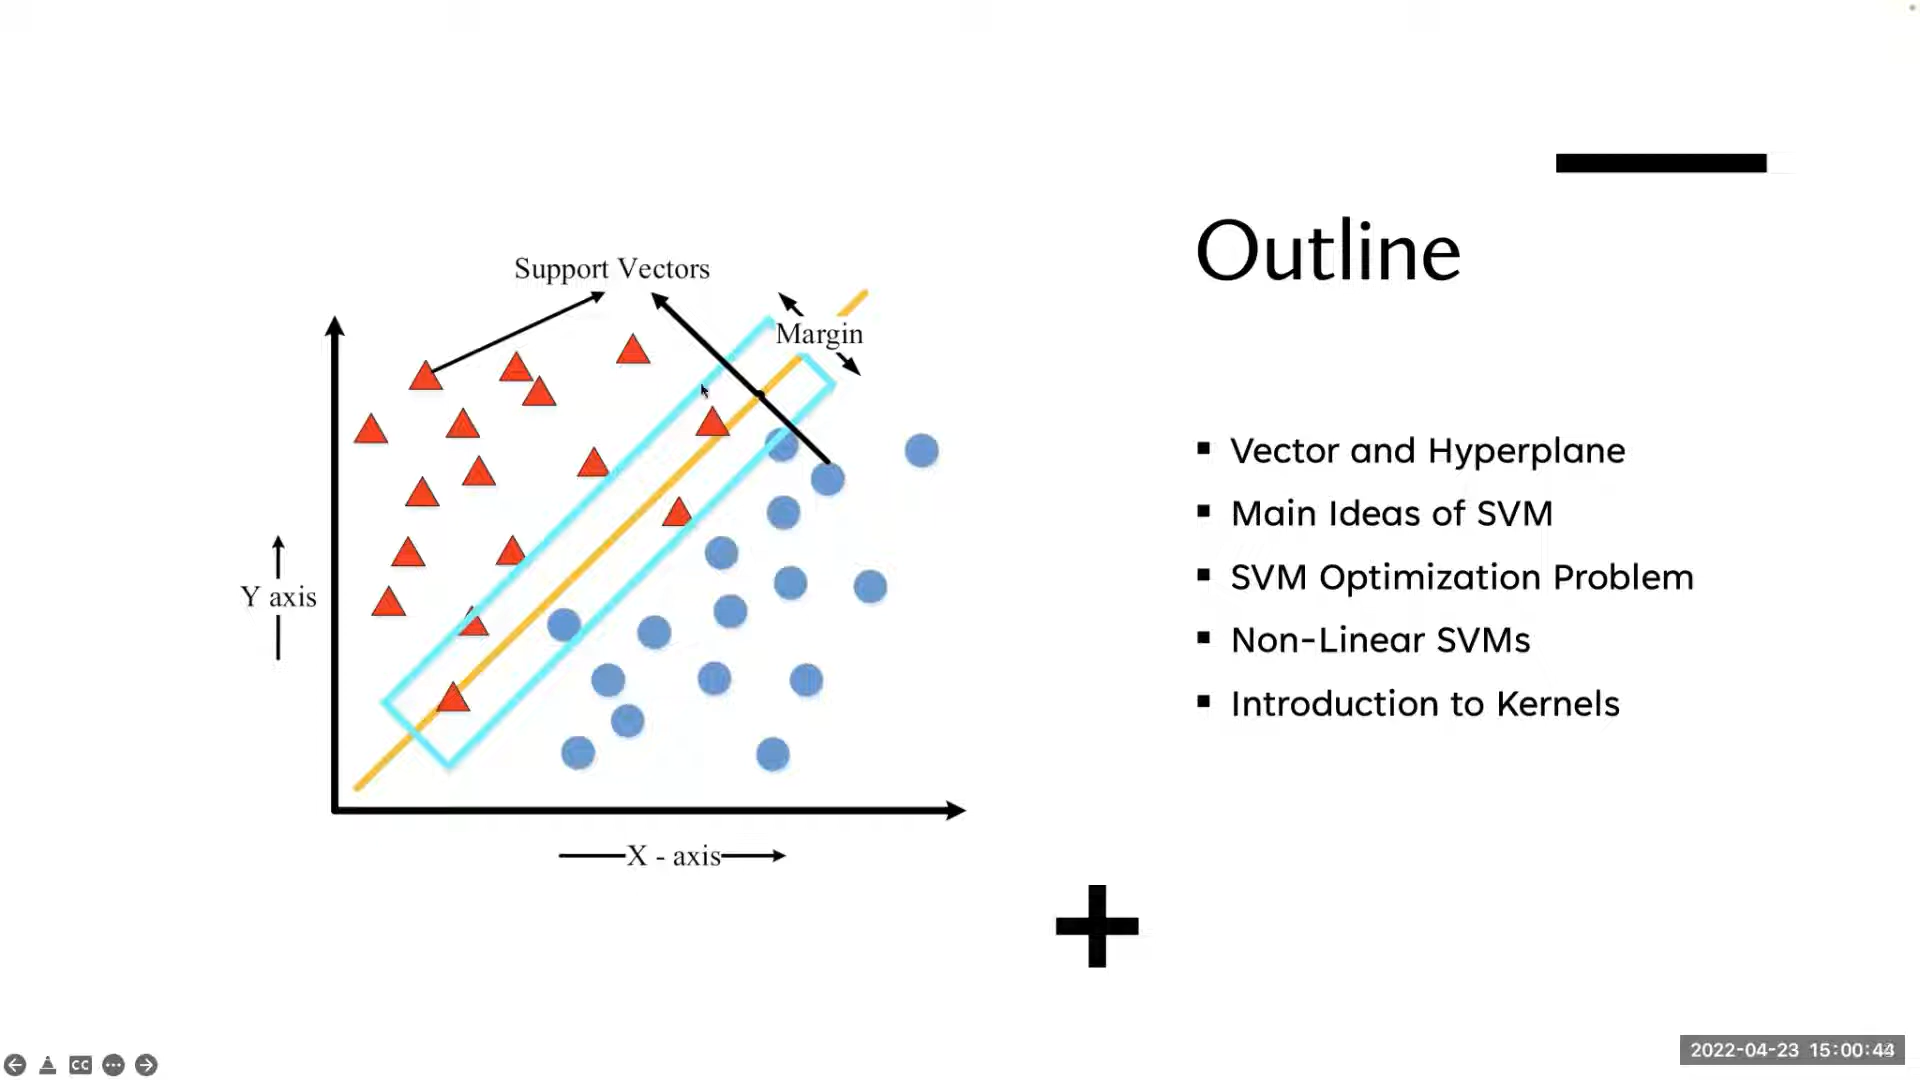 Support Vectors
Margin
Y axis
X - axis
Outline
▪ Vector and Hyperplane
▪ Main Ideas of SVM
▪ SVM Optimization Problem
▪ Non-Linear SVMs
▪ Introduction to Kernels
CC
2022-04-23 15:00:44